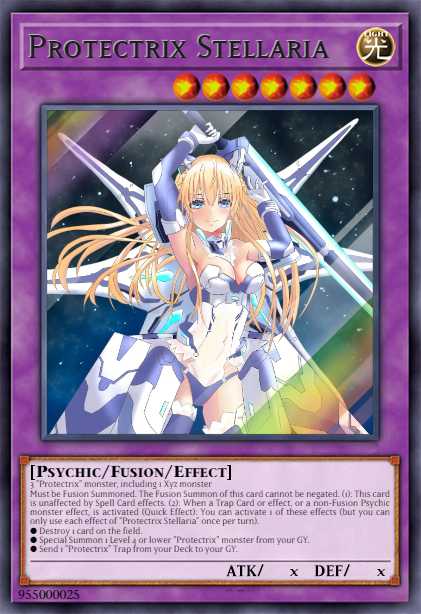 Protectrix Stellaria
LIGHT
光
[Psychic/Fusion/Effect]
3 "Protectrix" monster, including 1 Xyz monster
Must be Fusion Summoned. The Fusion Summon of this card cannot be negated. (1): This card
is unaffected by Spell Card effects. (2): When a Trap Card or effect, or a non-Fusion Psychic
monster effect, is activated (Quick Effect): You can activate 1 of these effects (but you can
only use each effect of "Protectrix Stellaria" once per turn).
● Destroy 1 card on the field.
● Special Summon 1 Level 4 or lower "Protectrix" monster from your GY.
● Send 1 "Protectrix" Trap from your Deck to your GY.
ATK/ x DEF/ x
955000025